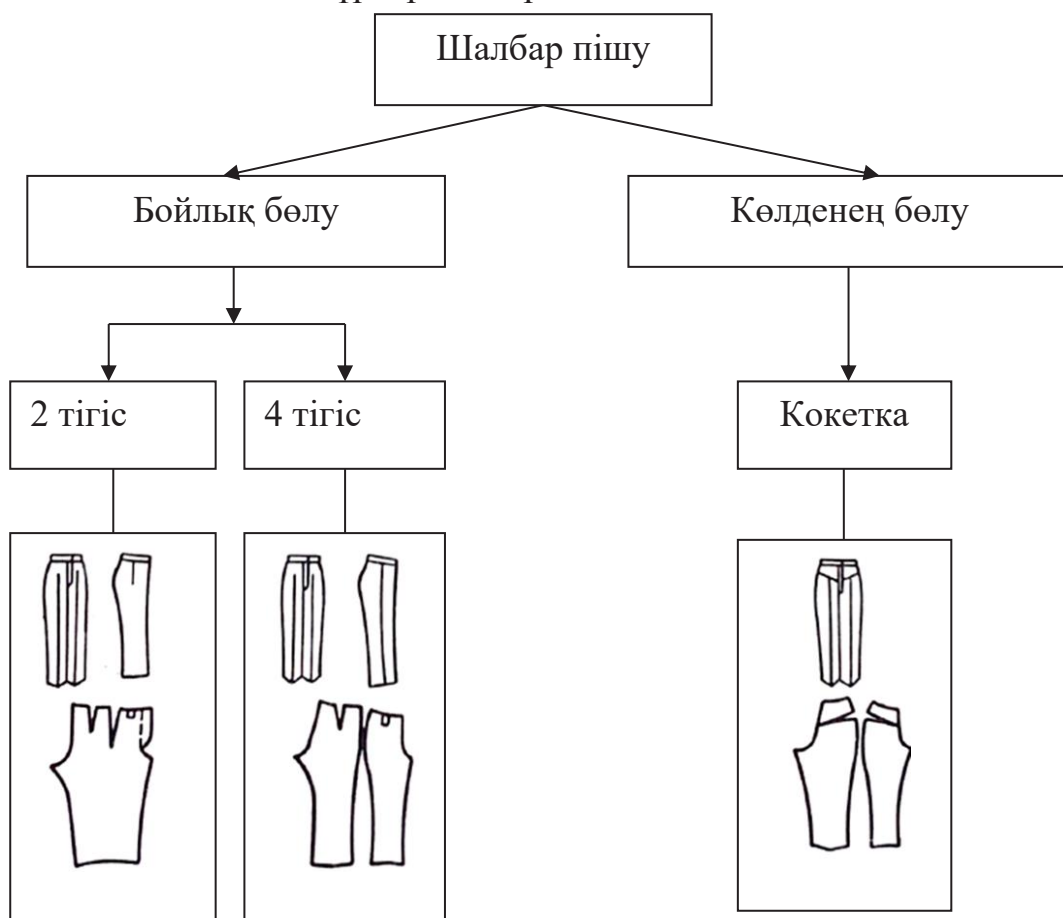 Шалбар пішу
Бойлық бөлу
Көлденең бөлу
2 тігіс
4 тігіс
Кокетка